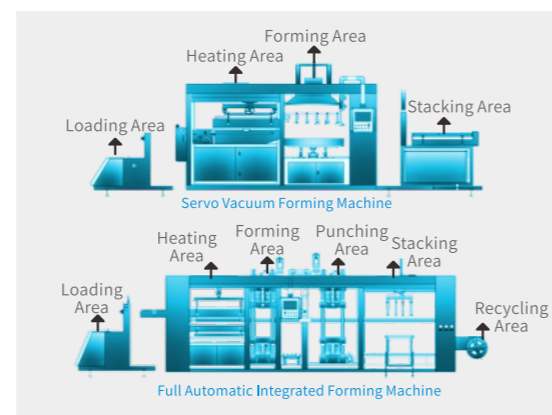 Forming Area
Heating Area
Stacking Area
Loading Area
Servo Vacuum Forming Machine
Heating
Area
Forming
Area
Punching
Area
Stacking
Area
Loading
Area
Recycling
Area
Full Automatic Integrated Forming Machine